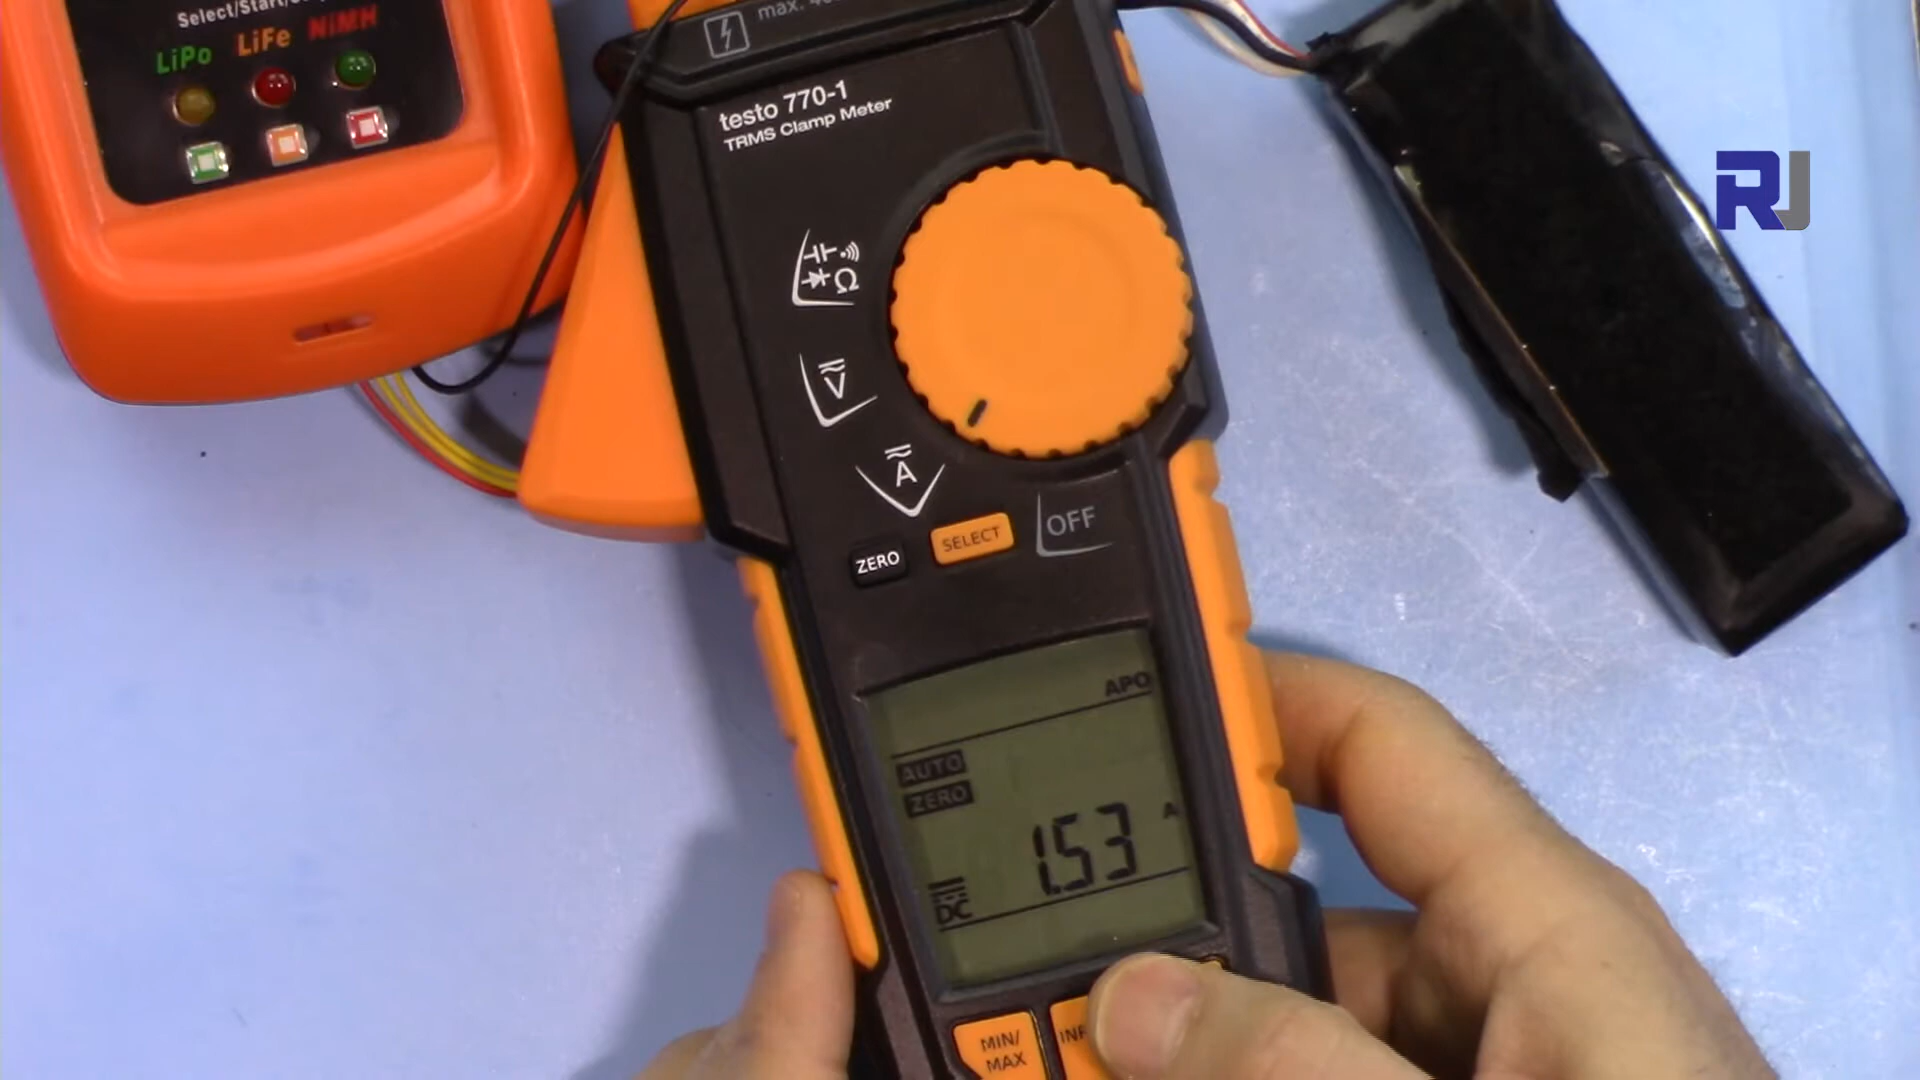 Select/Start/
LiPo LiFe NiMH
max.
testo 770-1
TRMS Clamp Meter
RJ
Ω
V
A
ZERO
SELECT
OFF
APO
AUTO
ZERO
1.53 A
DC
MIN/
MAX